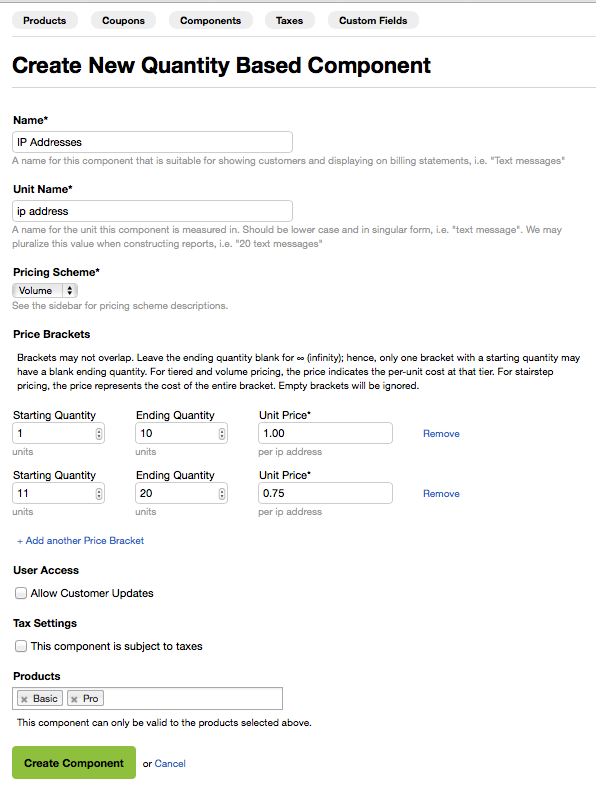 Products Coupons Components Taxes Custom Fields
Create New Quantity Based Component
Name*
IP Addresses
A name for this component that is suitable for showing customers and displaying on billing statements, i.e. "Text messages"
Unit Name*
ip address
A name for the unit this component is measured in. Should be lower case and in singular form, i.e. "text message". We may
pluralize this value when constructing reports, i.e. "20 text messages"
Pricing Scheme*
Volume
See the sidebar for pricing scheme descriptions.
Price Brackets
Brackets may not overlap. Leave the ending quantity blank for ∞ (infinity); hence, only one bracket with a starting quantity may
have a blank ending quantity. For tiered and volume pricing, the price indicates the per-unit cost at that tier. For stairstep
pricing, the price represents the cost of the entire bracket. Empty brackets will be ignored.
Starting Quantity Ending Quantity Unit Price*
1 10 1.00 Remove
units units per ip address
Starting Quantity Ending Quantity Unit Price*
11 20 0.75 Remove
units units per ip address
+ Add another Price Bracket
User Access
Allow Customer Updates
Tax Settings
This component is subject to taxes
Products
× Basic × Pro
This component can only be valid to the products selected above.
Create Component or Cancel